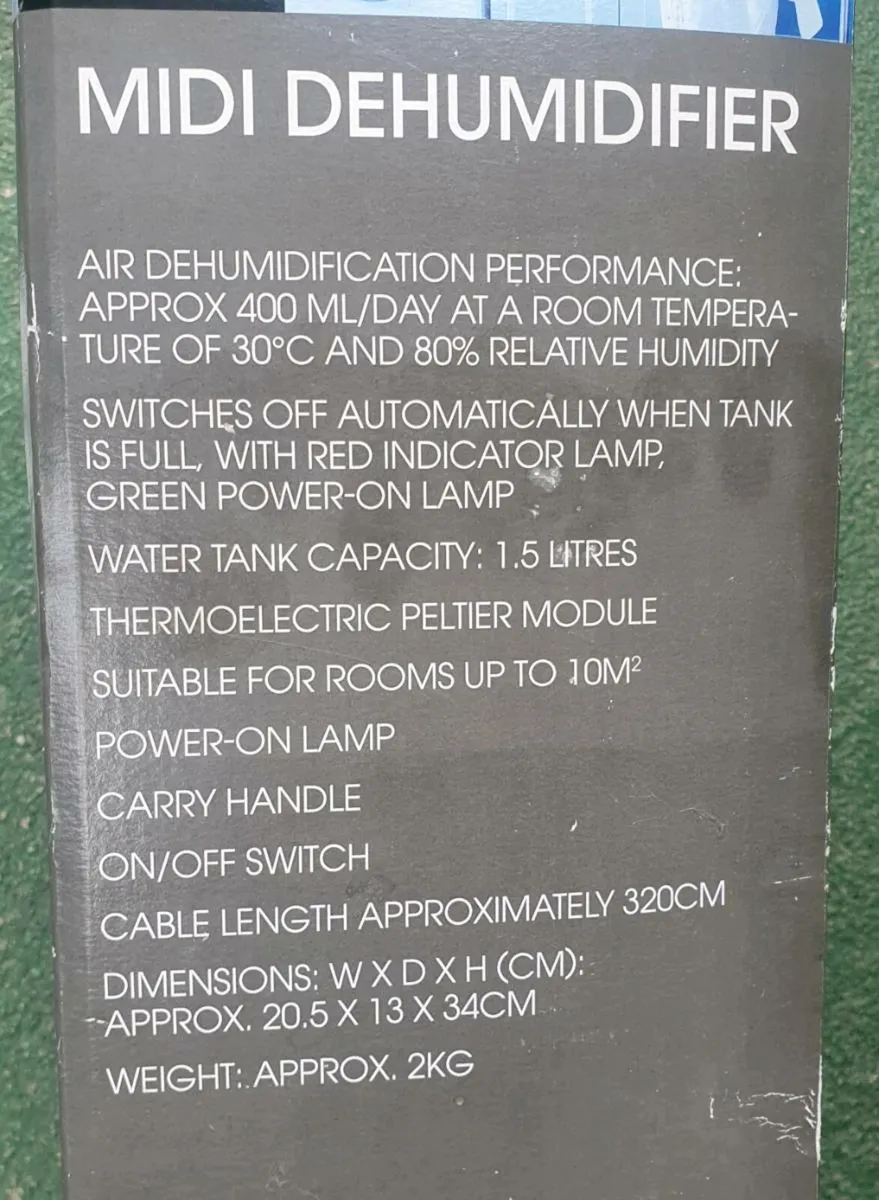 MIDI DEHUMIDIFIER
AIR DEHUMIDIFICATION PERFORMANCE:
APPROX 400 ML/DAY AT A ROOM TEMPERA-
TURE OF 30°C AND 80% RELATIVE HUMIDITY
SWITCHES OFF AUTOMATICALLY WHEN TANK
IS FULL, WITH RED INDICATOR LAMP,
GREEN POWER-ON LAMP
WATER TANK CAPACITY: 1.5 LITRES
THERMOELECTRIC PELTIER MODULE
SUITABLE FOR ROOMS UP TO 10M²
POWER-ON LAMP
CARRY HANDLE
ON/OFF SWITCH
CABLE LENGTH APPROXIMATELY 320CM
DIMENSIONS: W X D X H (CM):
APPROX. 20.5 X 13 X 34CM
WEIGHT: APPROX. 2KG